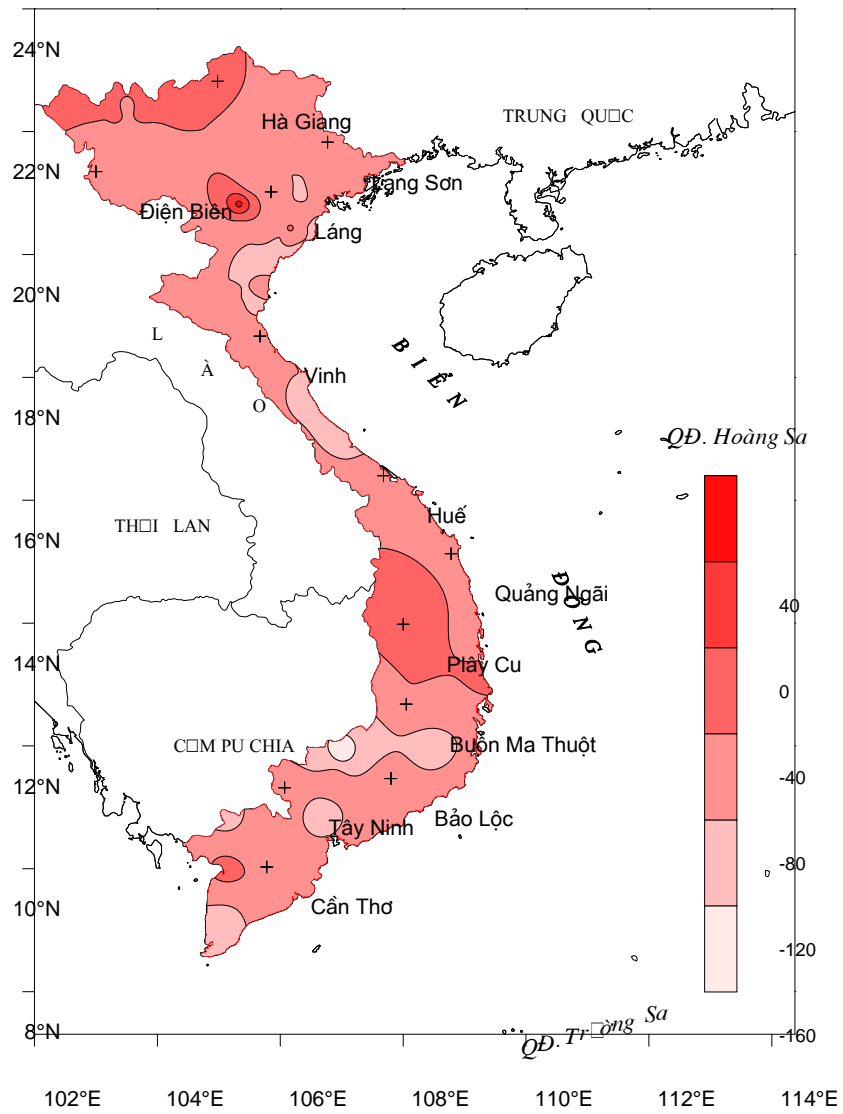 24°N
TRUNG QU□C
Hà Giang
22°N
Lạng Sơn
Điện Biên
Láng
20°N
L
À
O
BIỂN
Vinh
18°N
QĐ. Hoàng Sa
TH□I LAN
Huế
16°N
ĐÔNG
Quảng Ngãi
40
0
14°N
Plây Cu
C□M PU CHIA
Buôn Ma Thuột
-40
12°N
Bảo Lộc
Tây Ninh
-80
10°N
Cần Thơ
-120
8°N
QĐ. Tr□ờng Sa
-160
102°E 104°E 106°E 108°E 110°E 112°E 114°E